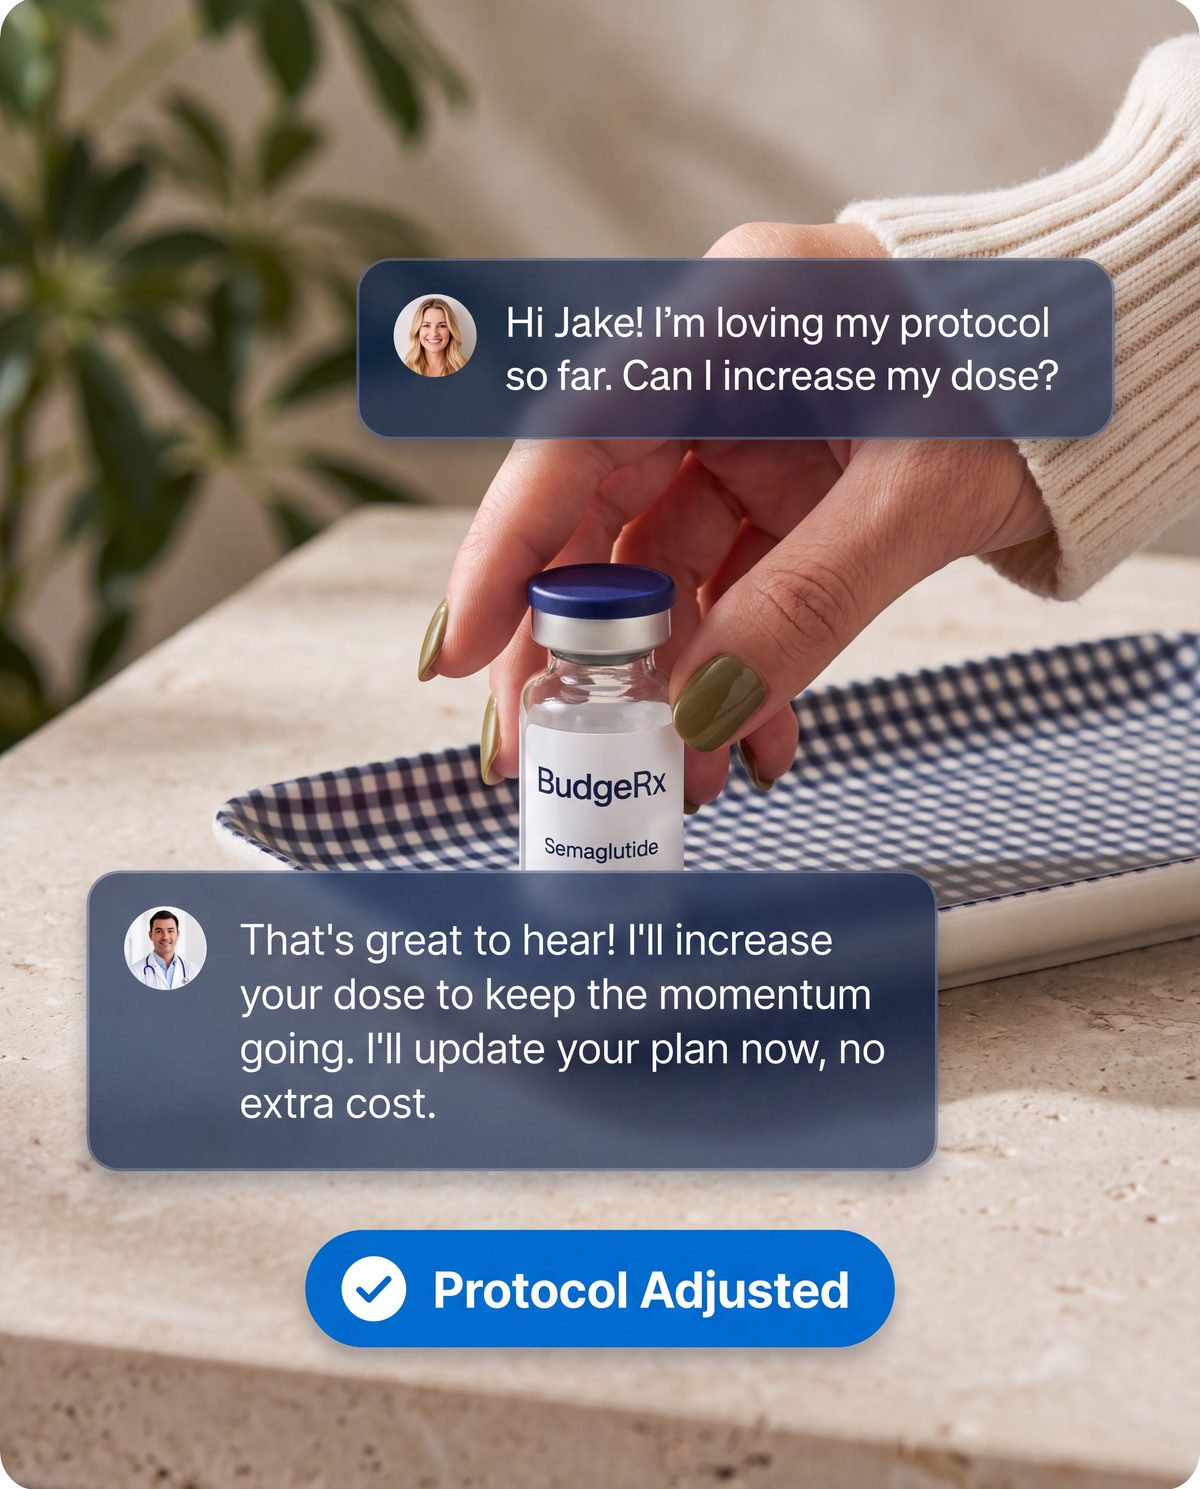 Hi Jake! I’m loving my protocol
so far. Can I increase my dose?
BudgeRx
Semaglutide
That's great to hear! I'll increase
your dose to keep the momentum
going. I'll update your plan now, no
extra cost.
Protocol Adjusted